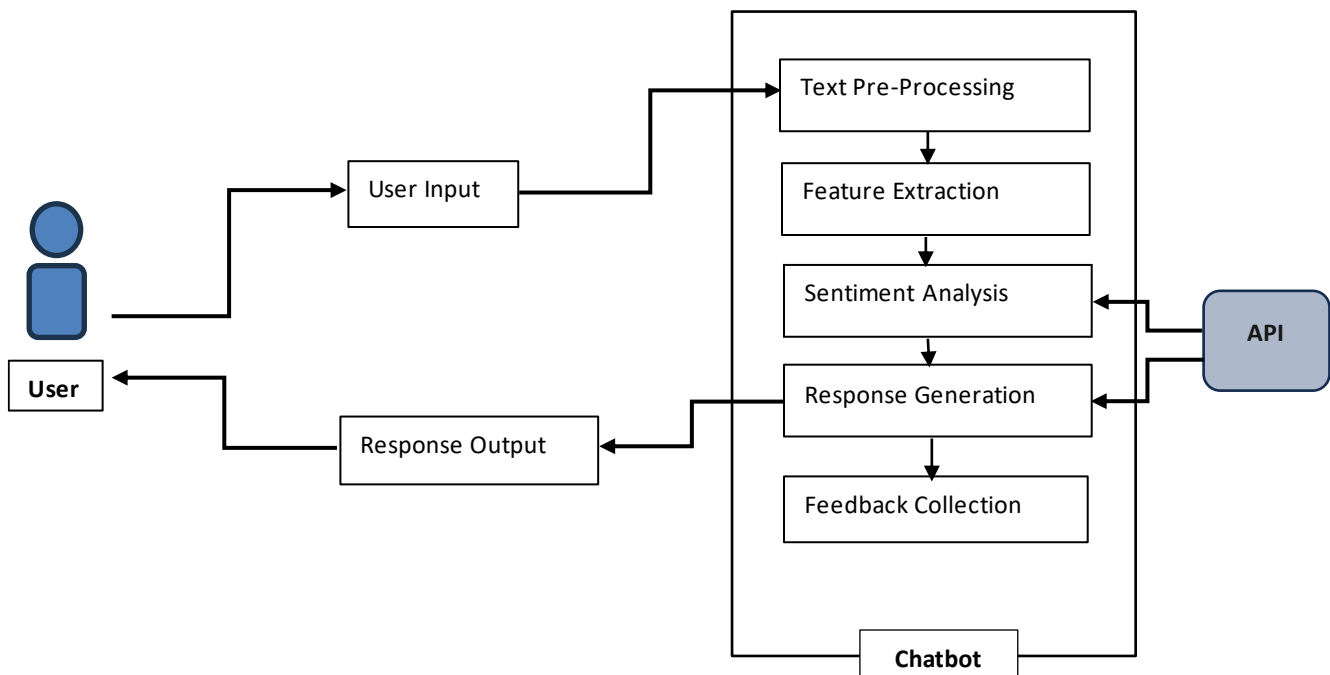 Text Pre-Processing
User Input
Feature Extraction
Sentiment Analysis
API
User
Response Generation
Response Output
Feedback Collection
Chatbot